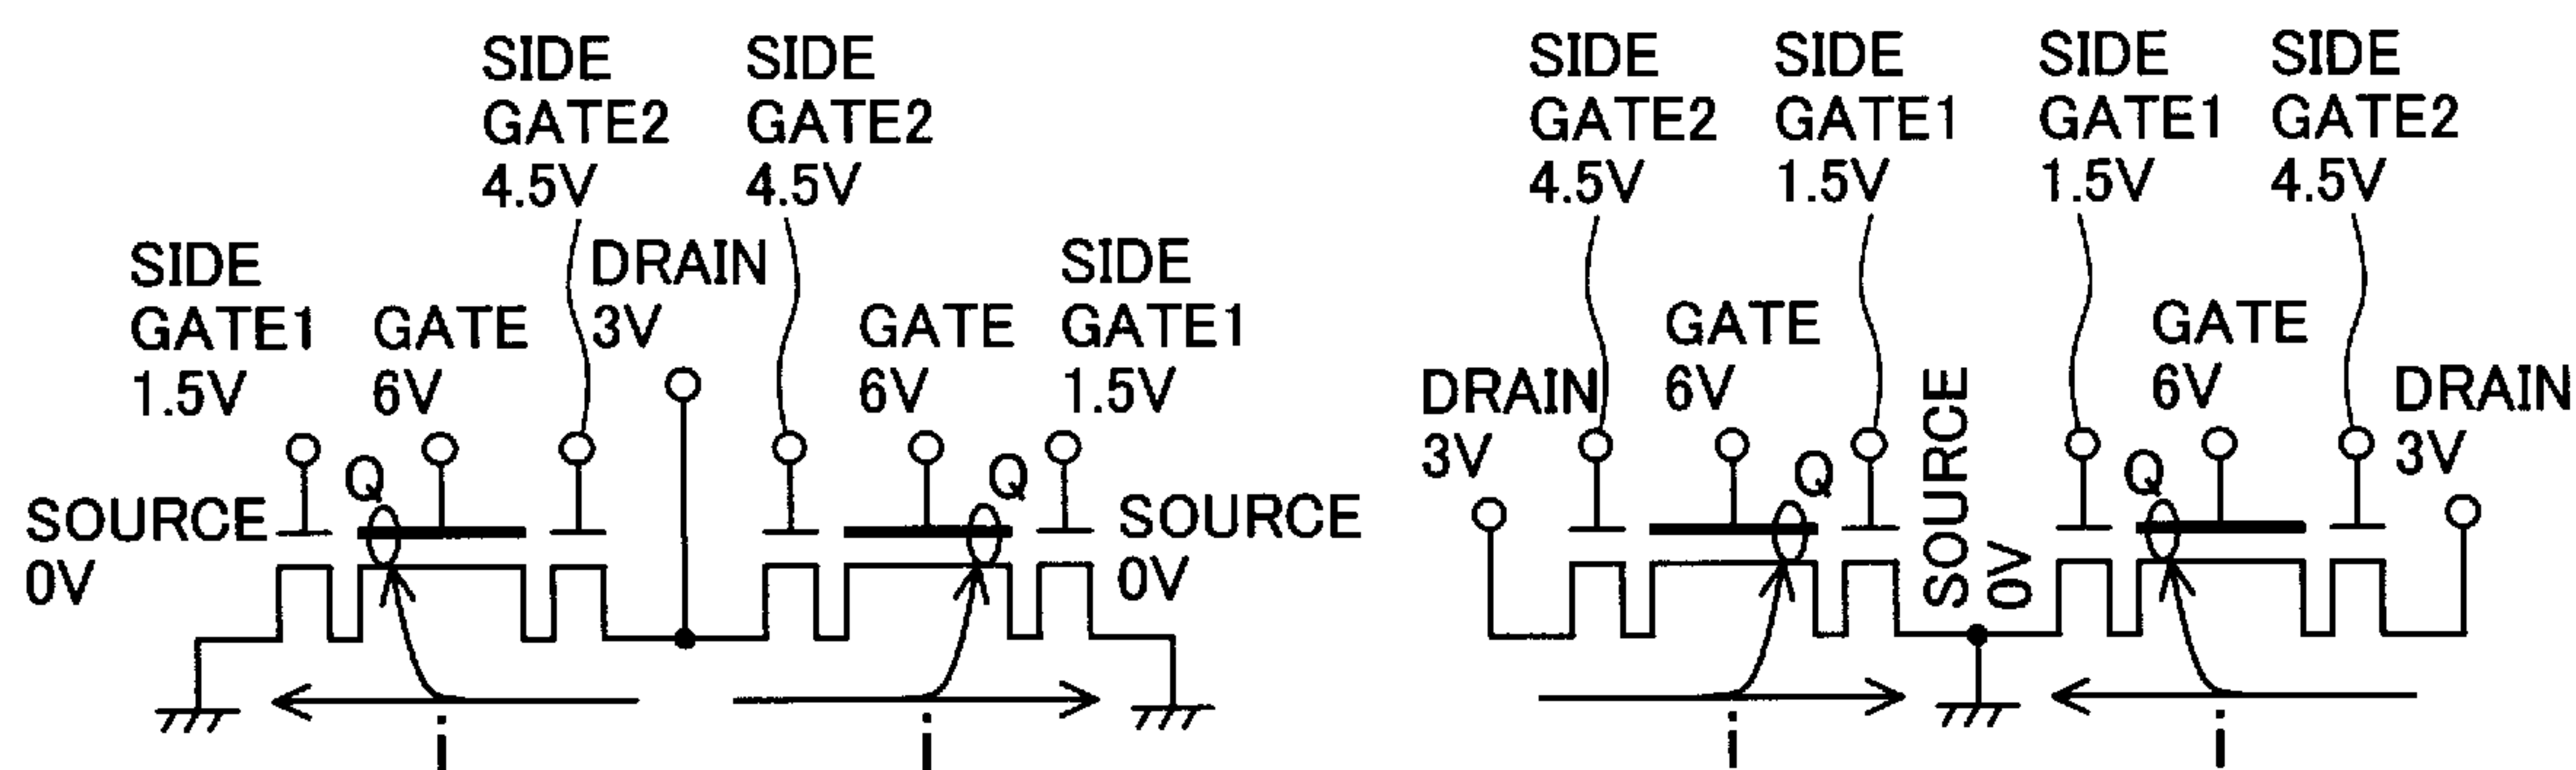 SIDE
GATE2
4.5V
SIDE
GATE2
4.5V
SIDE
GATE1
1.5V
GATE
6V
DRAIN
3V
GATE
6V
SIDE
GATE1
1.5V
SOURCE
0V
Q
Q
SOURCE
0V
i
i
SIDE
GATE2
4.5V
SIDE
GATE1
1.5V
SIDE
GATE1
1.5V
SIDE
GATE2
4.5V
DRAIN
3V
GATE
6V
GATE
6V
DRAIN
3V
Q
SOURCE
0V
Q
i
i